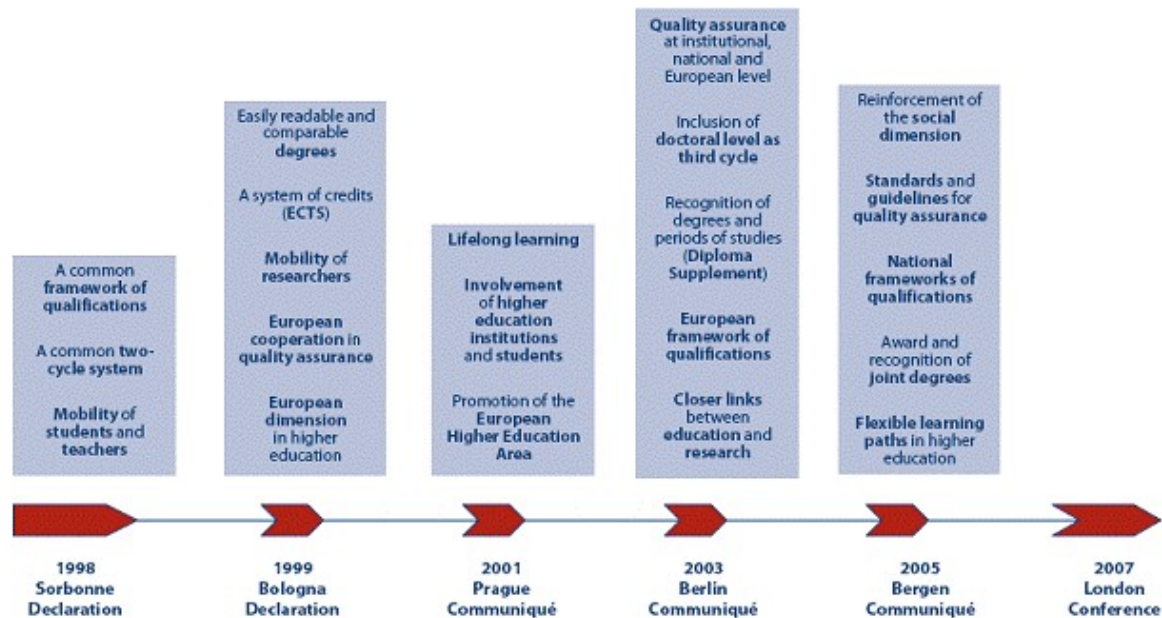 A common
framework of
qualifications
A common two-
cycle system
Mobility of
students and
teachers
Easily readable and
comparable
degrees
A system of credits
(ECTS)
Mobility of
researchers
European
cooperation in
quality assurance
European
dimension
in higher
education
Lifelong learning
Involvement
of higher
education
institutions
and students
Promotion of the
European
Higher Education
Area
Quality assurance
at institutional,
national and
European level
Inclusion of
doctoral level as
third cycle
Recognition of
degrees and
periods of studies
(Diploma
Supplement)
European
framework of
qualifications
Closer links
between
education and
research
Reinforcement of
the social
dimension
Standards and
guidelines for
quality assurance
National
frameworks of
qualifications
Award and
recognition of
joint degrees
Flexible learning
paths in higher
education
1998
Sorbonne
Declaration
1999
Bologna
Declaration
2001
Prague
Communiqué
2003
Berlin
Communiqué
2005
Bergen
Communiqué
2007
London
Conference